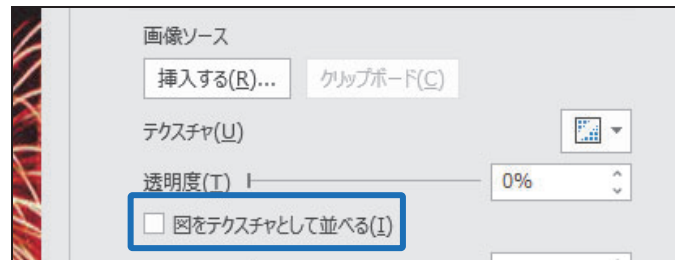 画像ソース
挿入する(R)... クリップボード(C)
テクスチャ(U)
透明度(T) 0%
図をテクスチャとして並べる(I)